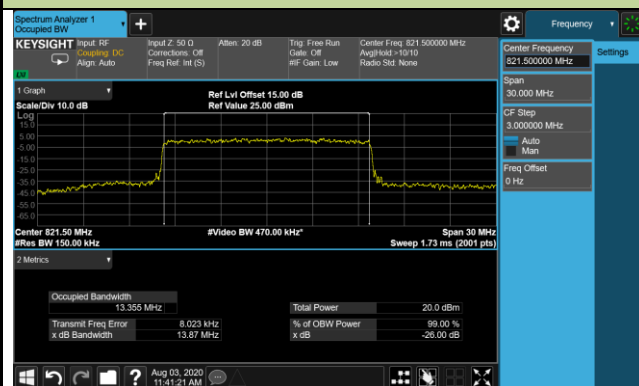 Spectrum Analyzer 1
Occupied BW
Frequency
KEYSIGHT
Input: RF
Coupling: DC
Align: Auto
Input Z: 50 Ω
Corrections: Off
Freq Ref: Int (S)
Atten: 20 dB
Trig: Free Run
Gate: Off
#IF Gain: Low
Center Freq: 821.500000 MHz
Avg|Hold:>10/10
Radio Std: None
Center Frequency
821.500000 MHz
Settings
Span
30.000 MHz
CF Step
3.000000 MHz
Auto
Man
Freq Offset
0 Hz
1 Graph
Scale/Div 10.0 dB
Ref Lvl Offset 15.00 dB
Ref Value 25.00 dBm
Log
15.0
5.00
-5.00
-15.0
-25.0
-35.0
-45.0
-55.0
-65.0
Center 821.50 MHz
#Res BW 150.00 kHz
#Video BW 470.00 kHz*
Span 30 MHz
Sweep 1.73 ms (2001 pts)
2 Metrics
Occupied Bandwidth
13.355 MHz
Total Power 20.0 dBm
Transmit Freq Error 8.023 kHz
% of OBW Power 99.00 %
x dB Bandwidth 13.87 MHz
x dB -26.00 dB
?
Aug 03, 2020
11:41:21 AM